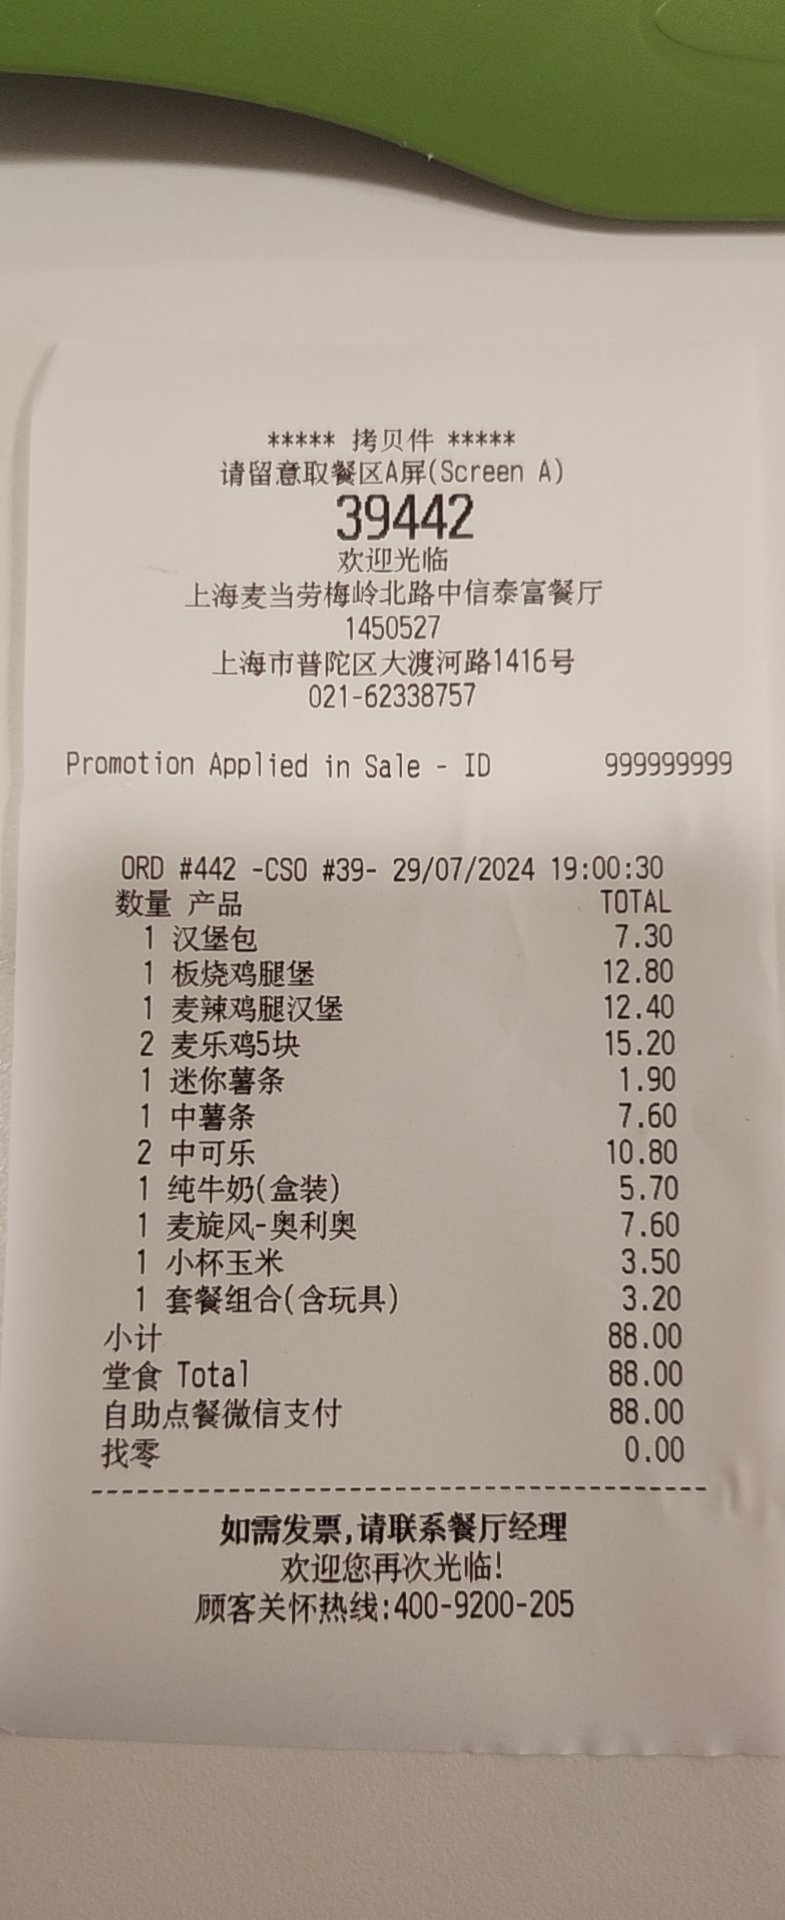 ***** 拷贝件 *****
请留意取餐区A屏(Screen A)
39442
欢迎光临
上海麦当劳梅岭北路中信泰富餐厅
1450527
上海市普陀区大渡河路1416号
021-62338757
Promotion Applied in Sale - ID 999999999
ORD #442 -CSO #39- 29/07/2024 19:00:30
数量 产品 TOTAL
1 汉堡包 7.30
1 板烧鸡腿堡 12.80
1 麦辣鸡腿汉堡 12.40
2 麦乐鸡5块 15.20
1 迷你薯条 1.90
1 中薯条 7.60
2 中可乐 10.80
1 纯牛奶(盒装) 5.70
1 麦旋风-奥利奥 7.60
1 小杯玉米 3.50
1 套餐组合(含玩具) 3.20
小计 88.00
堂食 Total 88.00
自助点餐微信支付 88.00
找零 0.00
如需发票,请联系餐厅经理
欢迎您再次光临!
顾客关怀热线:400-9200-205